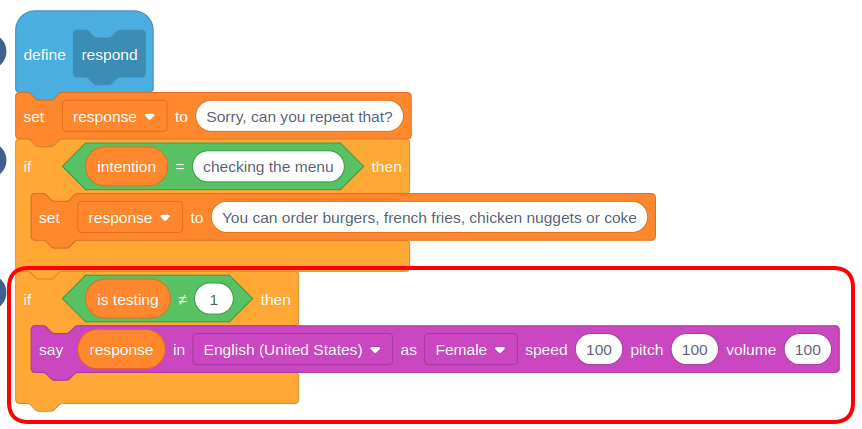 define respond
set response to Sorry, can you repeat that?
if intention = checking the menu then
set response to You can order burgers, french fries, chicken nuggets or coke
if is testing ≠ 1 then
say response in English (United States) as Female speed 100 pitch 100 volume 100